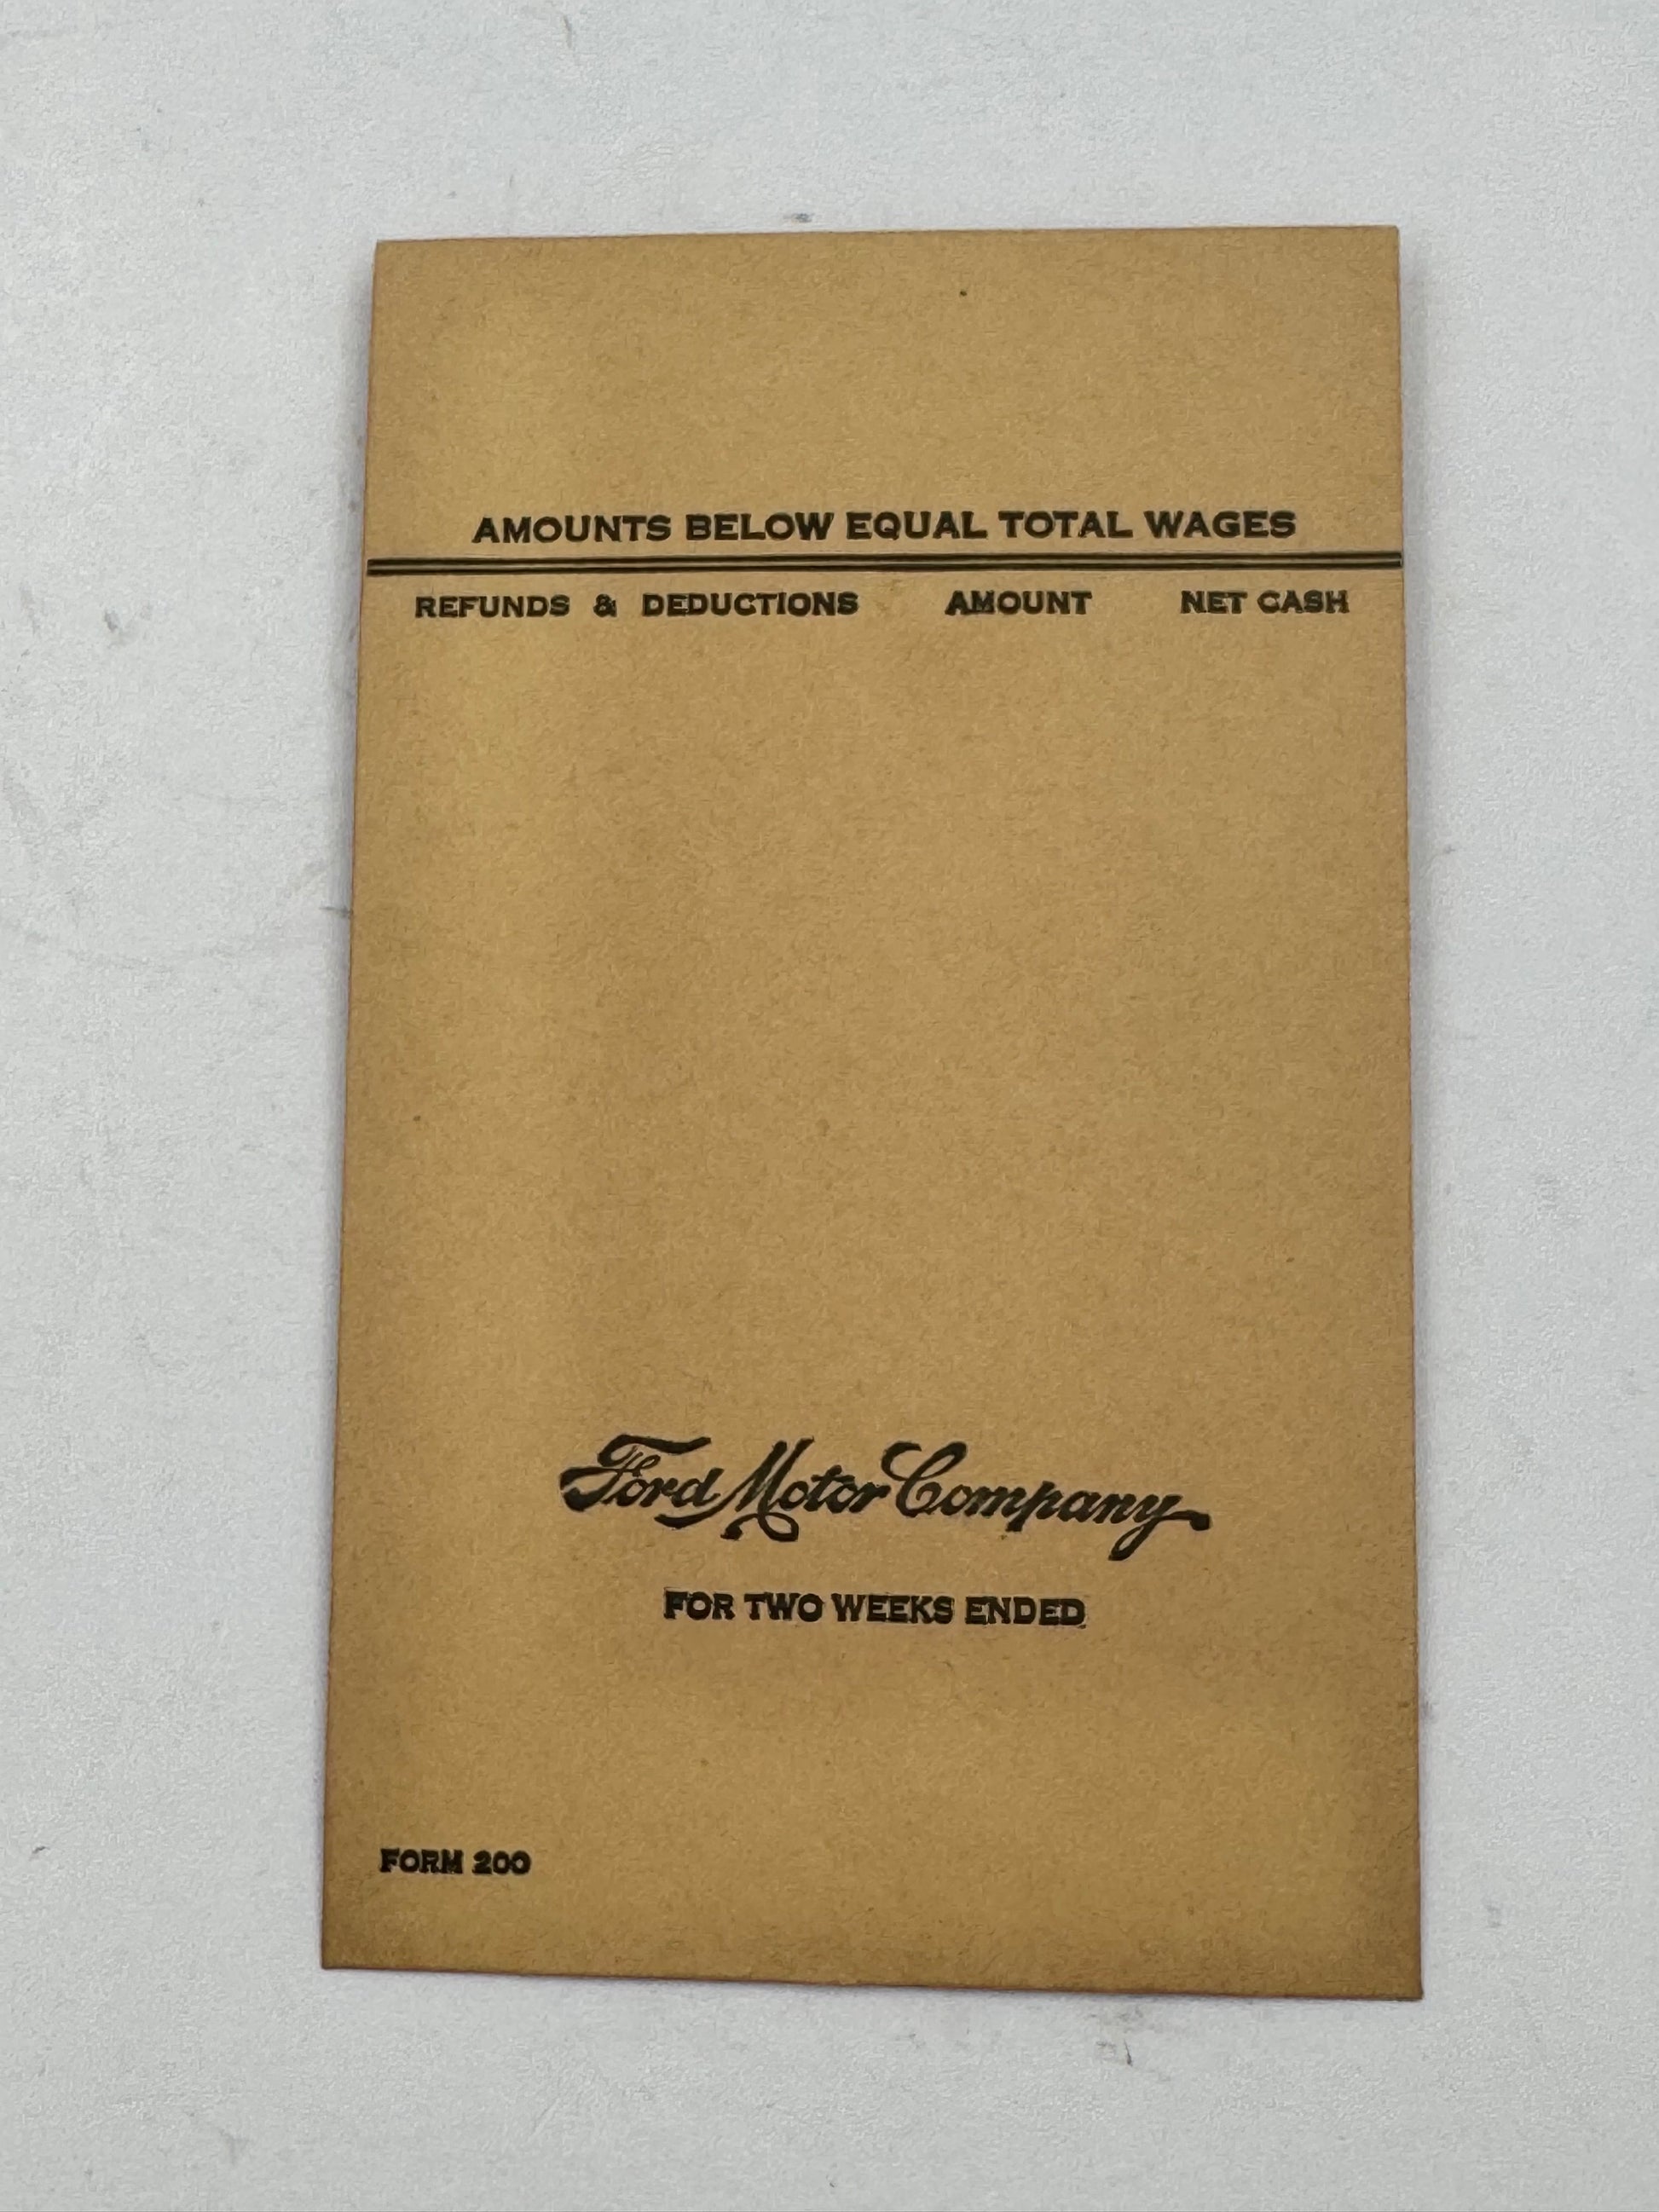 AMOUNTS BELOW EQUAL TOTAL WAGES
REFUNDS & DEDUCTIONS AMOUNT NET CASH
Ford Motor Company
FOR TWO WEEKS ENDED
FORM 200